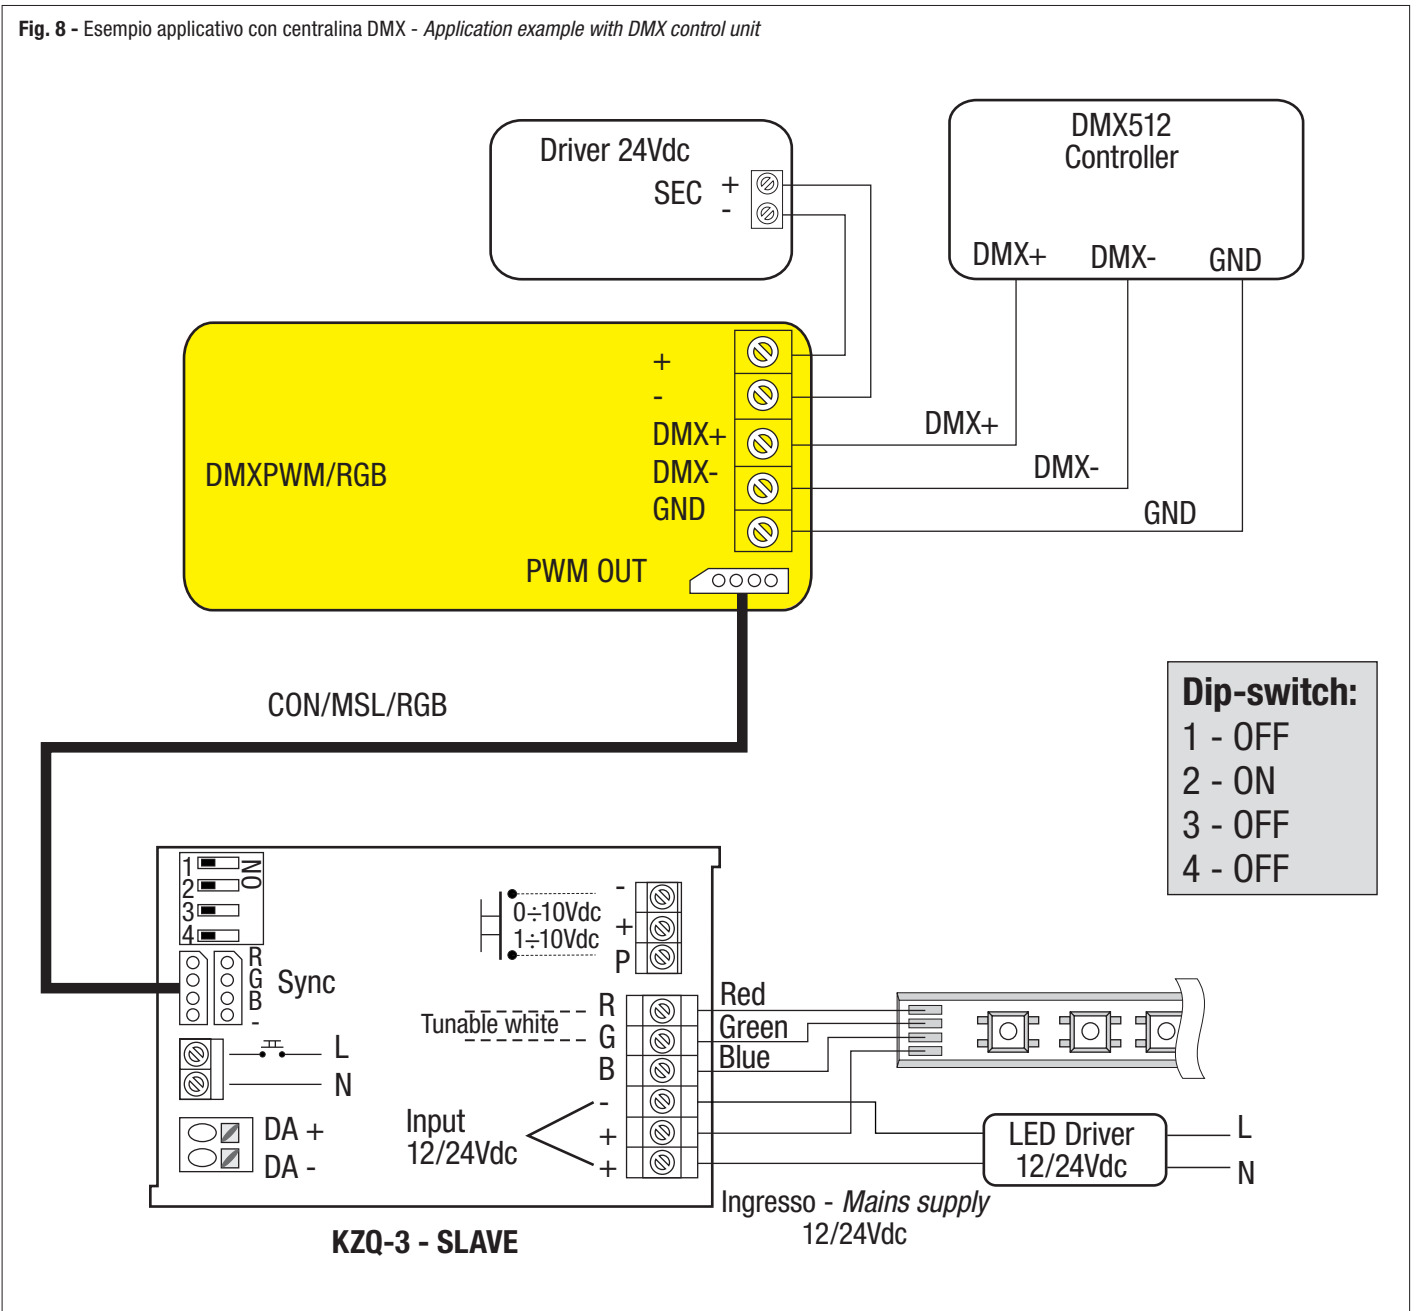 Fig. 8 - Esempio applicativo con centralina DMX - Application example with DMX control unit
Driver 24Vdc
SEC +
-
DMX512
Controller
DMX+ DMX- GND
+
-
DMX+
DMX-
GND
DMXPWM/RGB
PWM OUT
DMX+
DMX-
GND
CON/MSL/RGB
Dip-switch:
1 - OFF
2 - ON
3 - OFF
4 - OFF
1
2
3
4
ON
R
G
B
-
Sync
L
N
DA +
DA -
0÷10Vdc
1÷10Vdc
-
+
P
Tunable white
R
G
B
-
+
+
Input
12/24Vdc
Red
Green
Blue
LED Driver
12/24Vdc
L
N
Ingresso - Mains supply
12/24Vdc
KZQ-3 - SLAVE